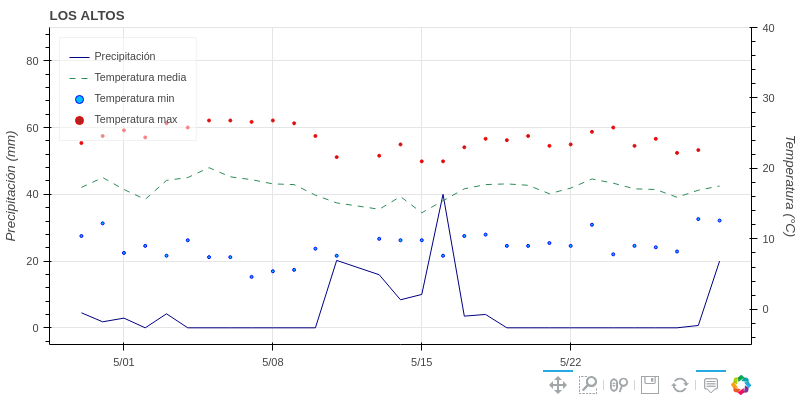 LOS ALTOS
Precipitación
Temperatura media
Temperatura min
Temperatura max
Precipitación (mm)
80
60
40
20
0
Temperatura (°C)
40
30
20
10
0
5/01
5/08
5/15
5/22